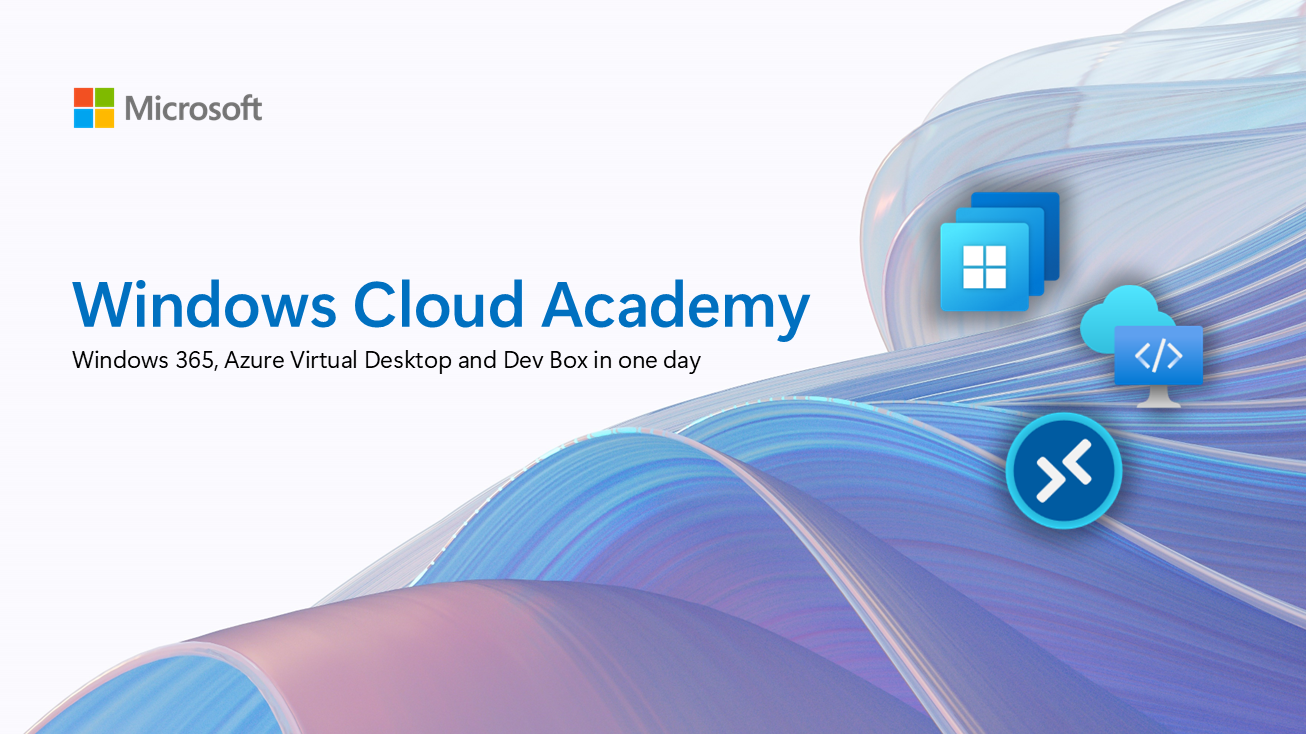 Microsoft
Windows Cloud Academy
Windows 365, Azure Virtual Desktop and Dev Box in one day